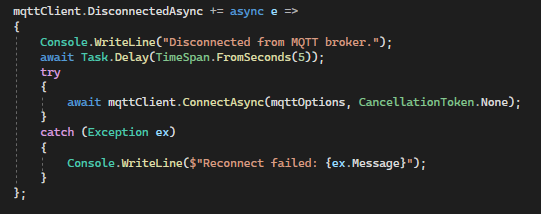 mqttClient.DisconnectedAsync += async e =>
{
    Console.WriteLine("Disconnected from MQTT broker.");
    await Task.Delay(TimeSpan.FromSeconds(5));
    try
    {
        await mqttClient.ConnectAsync(mqttOptions, CancellationToken.None);
    }
    catch (Exception ex)
    {
        Console.WriteLine($"Reconnect failed: {ex.Message}");
    }
};